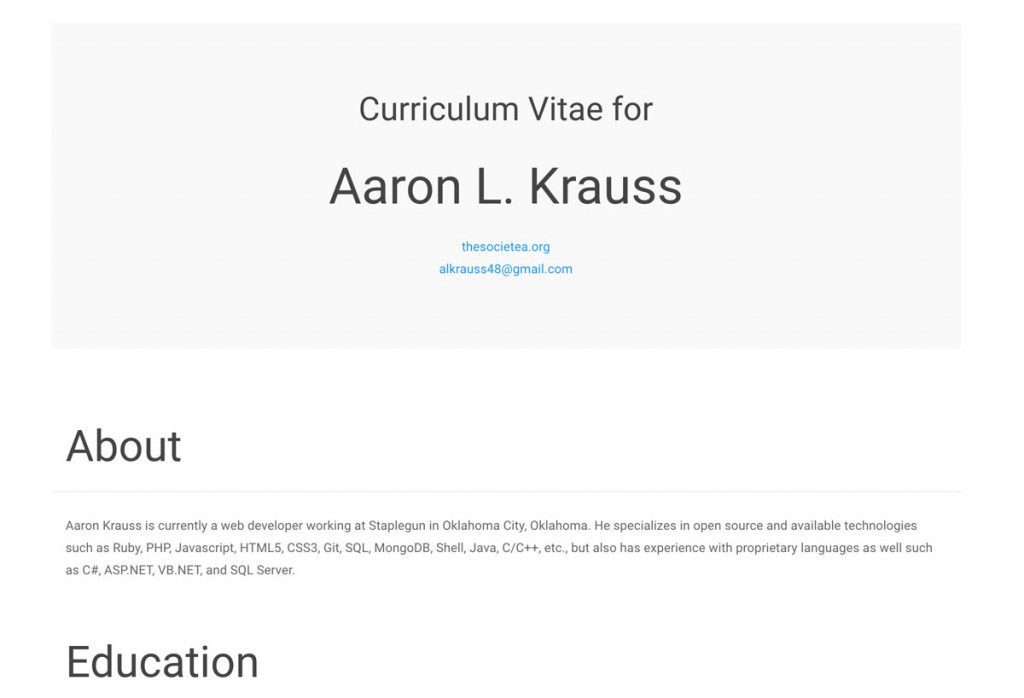 Curriculum Vitae for
Aaron L. Krauss
thesocietea.org
alkrauss48@gmail.com
About
Aaron Krauss is currently a web developer working at Staplegun in Oklahoma City, Oklahoma. He specializes in open source and available technologies
such as Ruby, PHP, Javascript, HTML5, CSS3, Git, SQL, MongoDB, Shell, Java, C/C++, etc., but also has experience with proprietary languages as well such
as C#, ASP.NET, VB.NET, and SQL Server.
Education